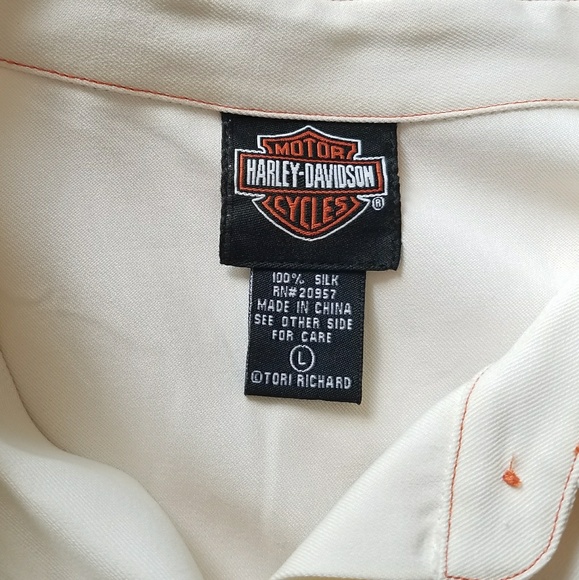 MOTOR
HARLEY-DAVIDSON
CYCLES ®
100% SILK
RN#20957
MADE IN CHINA
SEE OTHER SIDE
FOR CARE
L
©TORI RICHARD